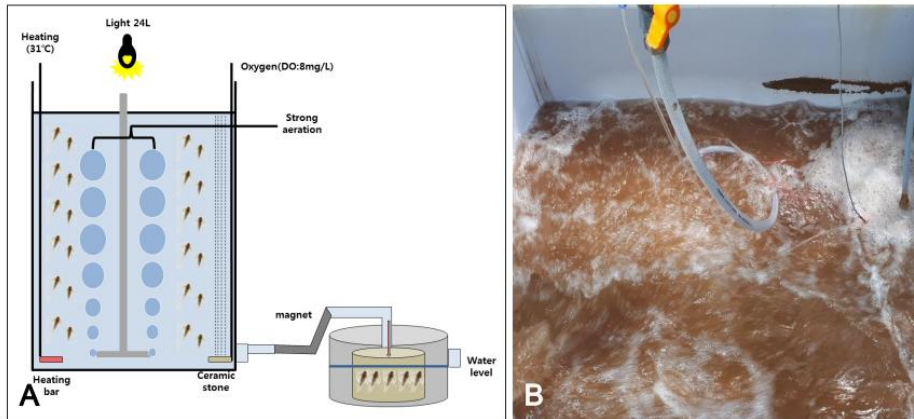 Light 24L
Heating
(31℃)
Oxygen(DO:8mg/L)
Strong
aeration
magnet
Water
level
Heating
bar
Ceramic
stone
A
B